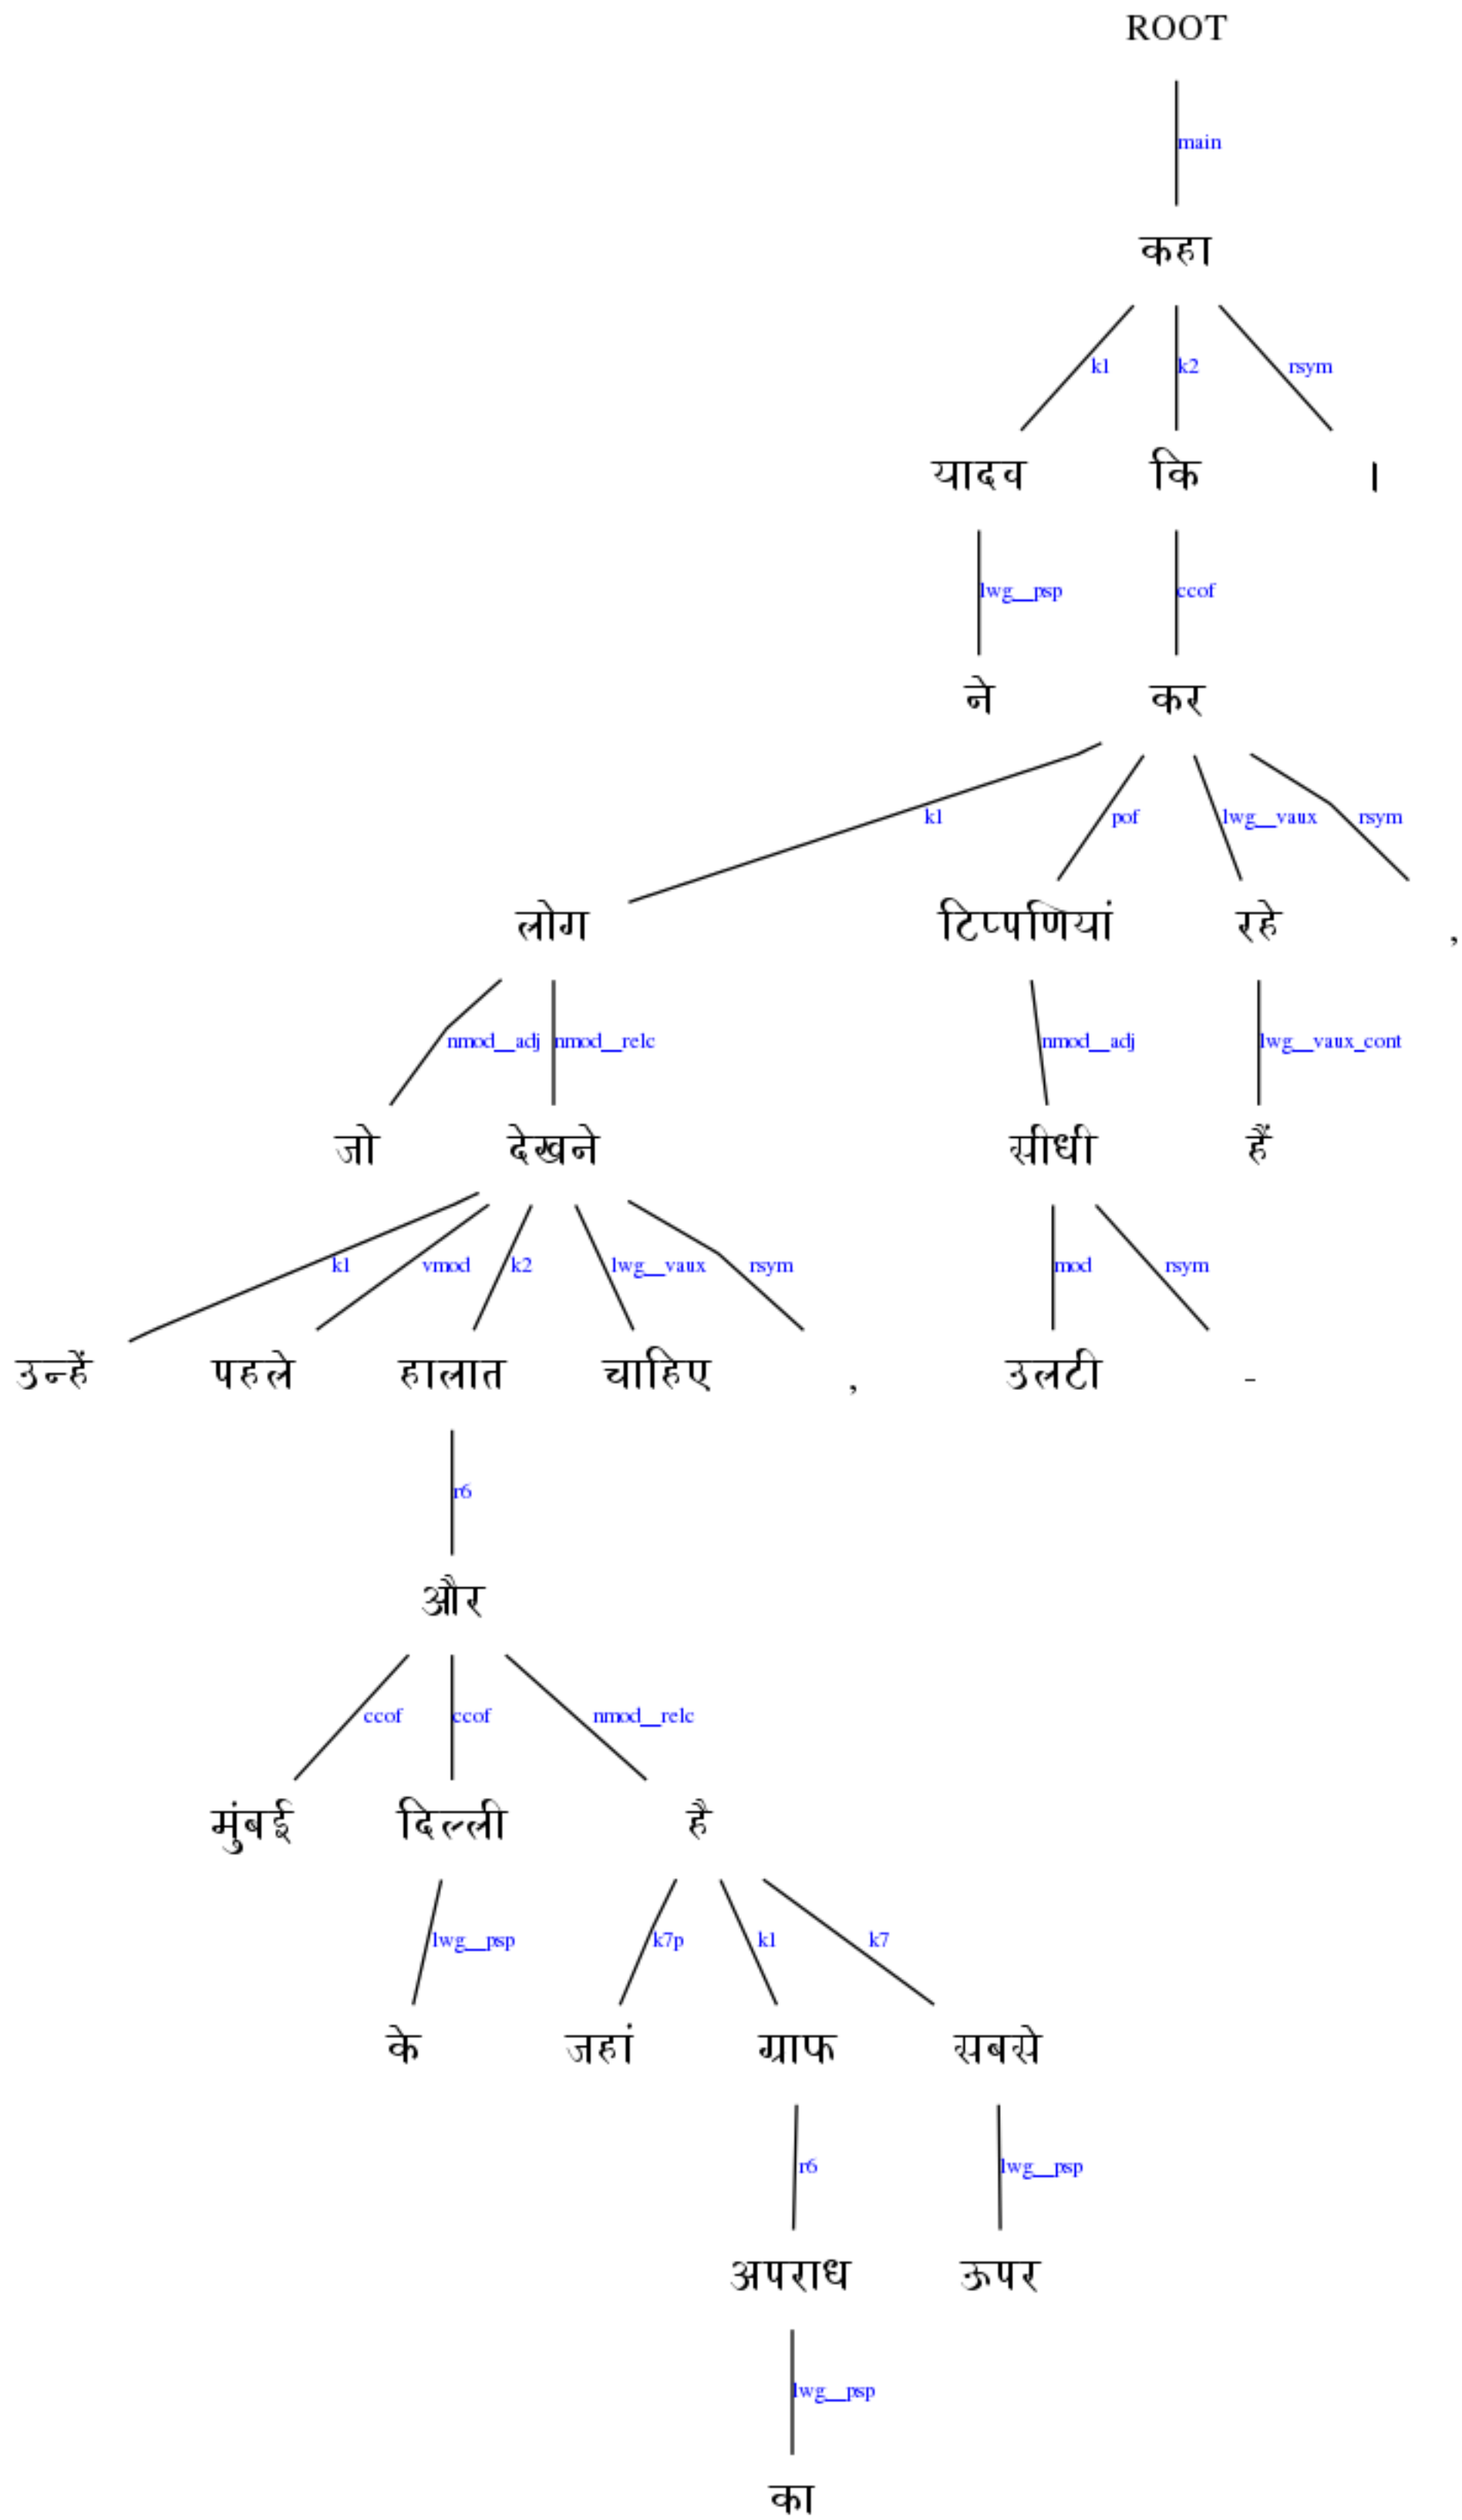 ROOT
main
कहा
k1 k2 rsym
यादव कि ।
lwg__psp ccof
ने कर
k1 pof lwg__vaux rsym
लोग टिप्पणियां रहे ,
nmod__adj nmod__relc nmod__adj lwg__vaux_cont
जो देखने सीधी हैं
k1 vmod k2 lwg__vaux rsym mod rsym
उन्हें पहले हालात चाहिए , उलटी -
r6
और
ccof ccof nmod__relc
मुंबई दिल्ली है
lwg__psp k7p k1 k7
के जहां ग्राफ सबसे
r6 lwg__psp
अपराध ऊपर
lwg__psp
का